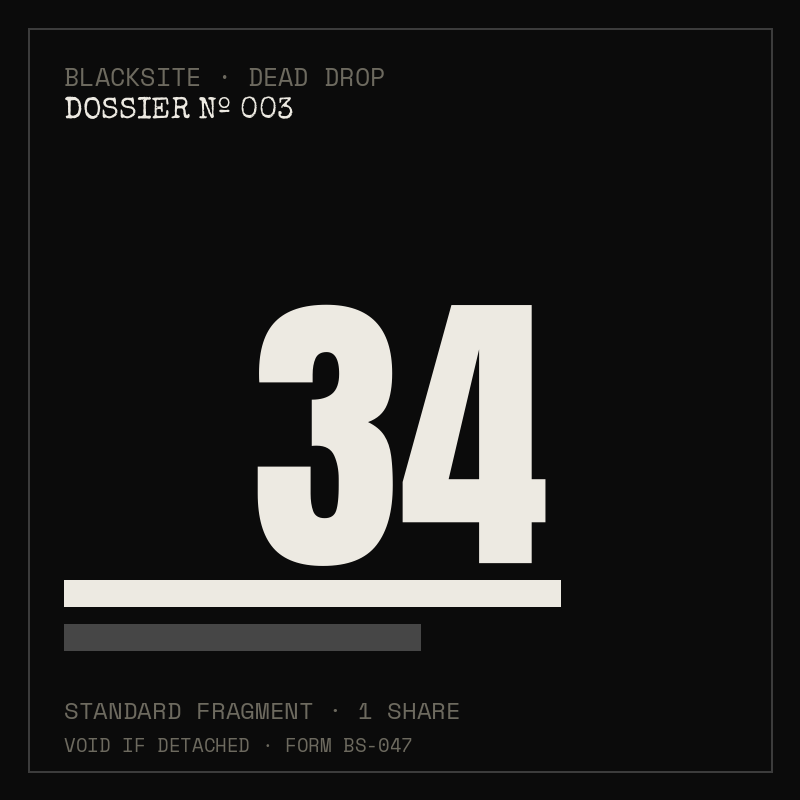 BLACKSITE · DEAD DROP
DOSSIER Nº 003
34
STANDARD FRAGMENT · 1 SHARE
VOID IF DETACHED · FORM BS-047